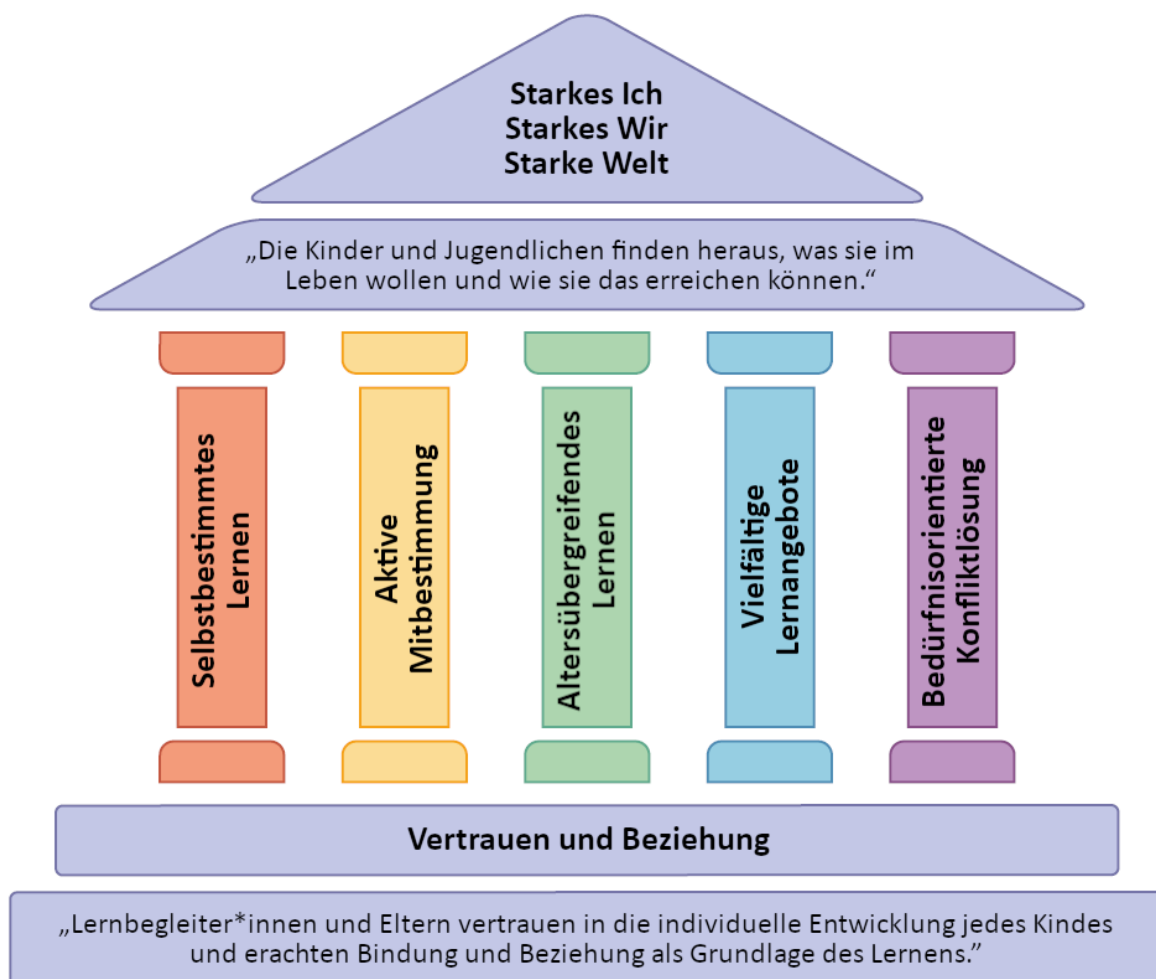 Starkes Ich
Starkes Wir
Starke Welt
„Die Kinder und Jugendlichen finden heraus, was sie im
Leben wollen und wie sie das erreichen können.“
Selbstbestimmtes
Lernen
Aktive
Mitbestimmung
Altersübergreifendes
Lernen
Vielfältige
Lernangebote
Bedürfnisorientierte
Konfliktlösung
Vertrauen und Beziehung
„Lernbegleiter*innen und Eltern vertrauen in die individuelle Entwicklung jedes Kindes
und erachten Bindung und Beziehung als Grundlage des Lernens.”